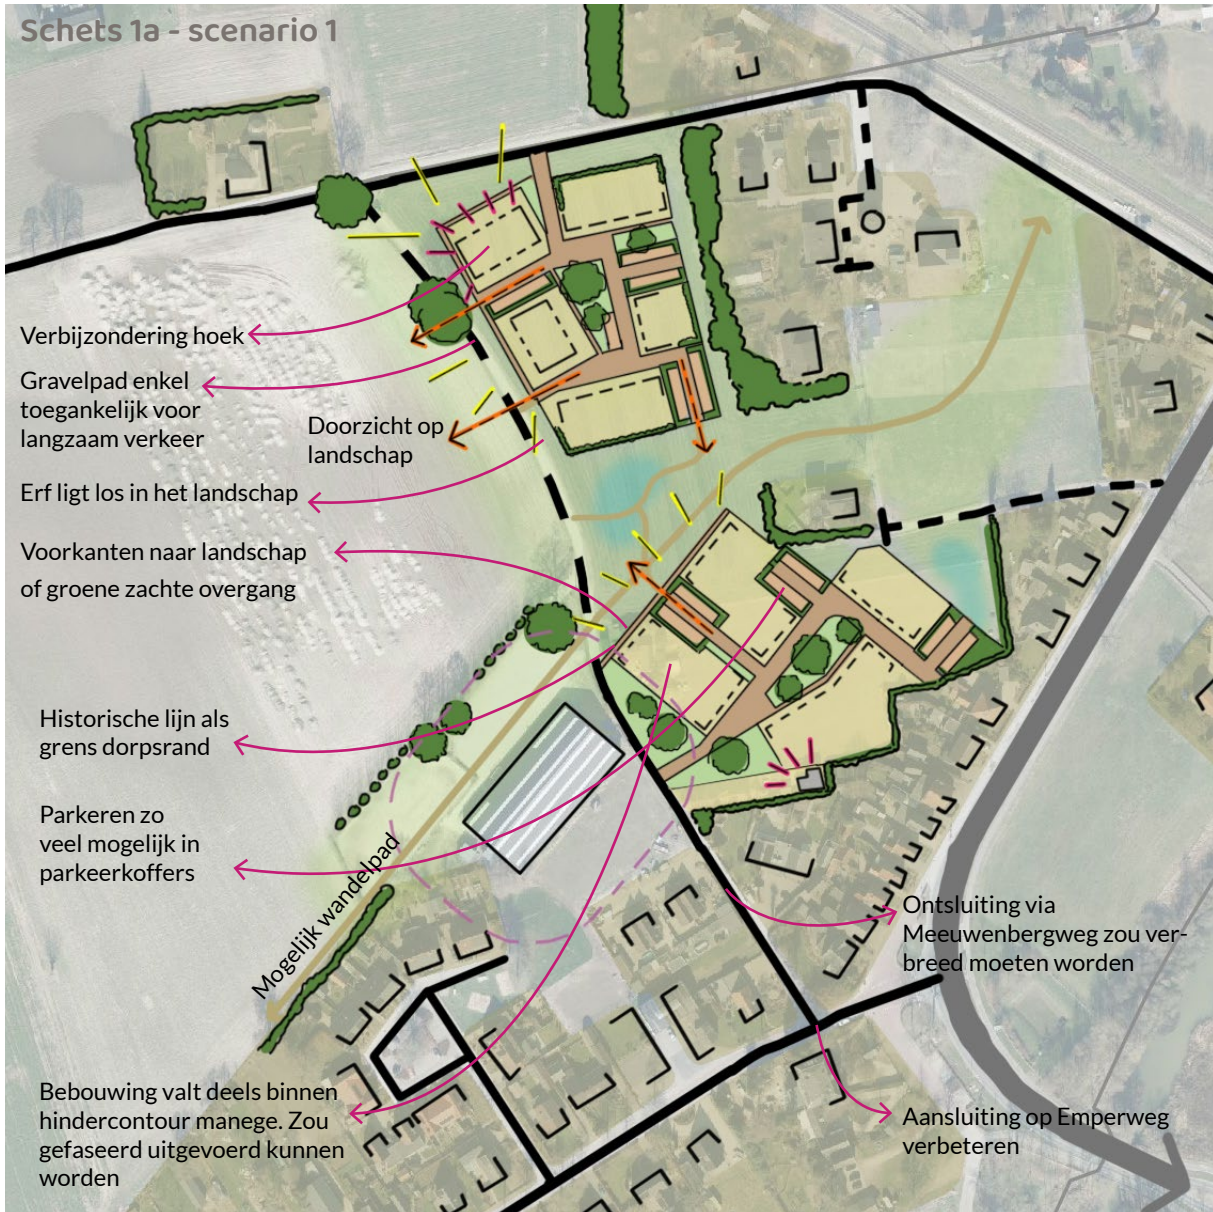 Schets 1a - scenario 1
Verbijzondering hoek
Gravelpad enkel
toegankelijk voor
langzaam verkeer
Doorzicht op
landschap
Erf ligt los in het landschap
Voorkanten naar landschap
of groene zachte overgang
Historische lijn als
grens dorpsrand
Parkeren zo
veel mogelijk in
parkeerkoffers
Mogelijk wandelpad
Ontsluiting via
Meeuwenbergweg zou ver-
breed moeten worden
Bebouwing valt deels binnen
hindercontour manege. Zou
gefaseerd uitgevoerd kunnen
worden
Aansluiting op Emperweg
verbeteren